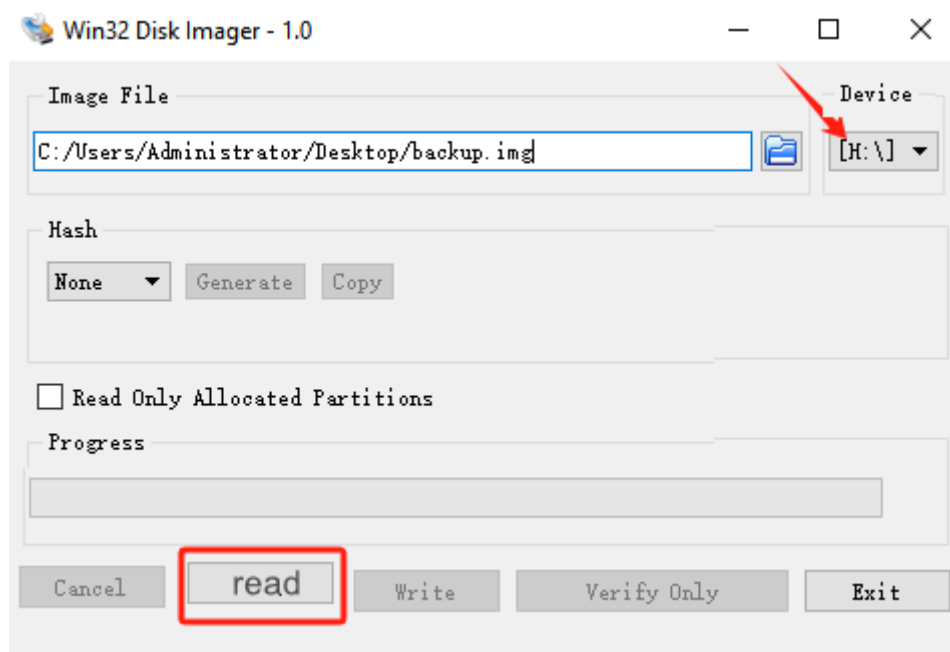 Win32 Disk Imager - 1.0
Image File
Device
C:/Users/Administrator/Desktop/backup.img
[H:\]
Hash
None
Generate
Copy
Read Only Allocated Partitions
Progress
Cancel
read
Write
Verify Only
Exit